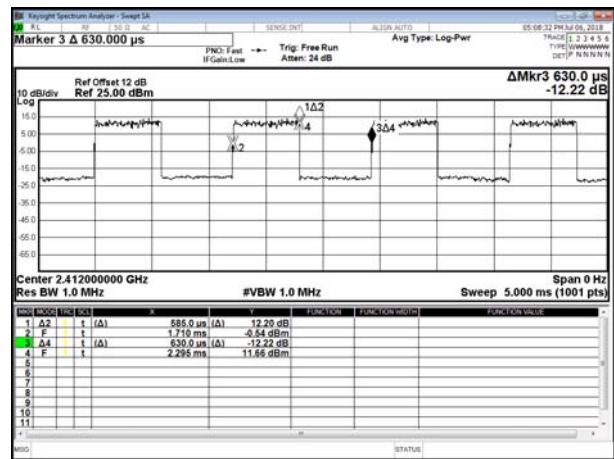 Keysight Spectrum Analyzer - Swept SA
RL RF 50 Ω AC SENSE:INT ALIGN AUTO 05:08:32 PM Jul 06, 2018
Marker 3 Δ 630.000 µs
PNO: Fast
IFGain:Low
Trig: Free Run
Atten: 24 dB
Avg Type: Log-Pwr
TRACE 1 2 3 4 5 6
TYPE WWWWWW
DET P N N N N N
Ref Offset 12 dB
10 dB/div Ref 25.00 dBm
ΔMkr3 630.0 µs
-12.22 dB
Log
15.0
5.00
-5.00
-15.0
-25.0
-35.0
-45.0
-55.0
-65.0
1Δ2
4
2
3Δ4
Center 2.412000000 GHz Span 0 Hz
Res BW 1.0 MHz #VBW 1.0 MHz Sweep 5.000 ms (1001 pts)
MKR MODE TRC SCL X Y FUNCTION FUNCTION WIDTH FUNCTION VALUE
1 Δ2 t (Δ) 585.0 µs (Δ) 12.20 dB
2 F t 1.710 ms -0.54 dBm
3 Δ4 t (Δ) 630.0 µs (Δ) -12.22 dB
4 F t 2.295 ms 11.66 dBm
5
6
7
8
9
10
11
MSG STATUS